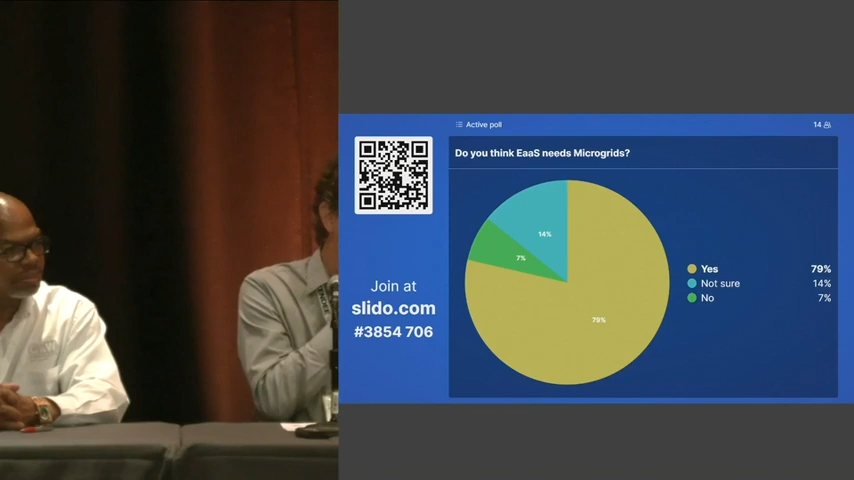 Active poll
14
Do you think EaaS needs Microgrids?
14%
7%
79%
Yes 79%
Not sure 14%
No 7%
Join at
slido.com
#3854 706